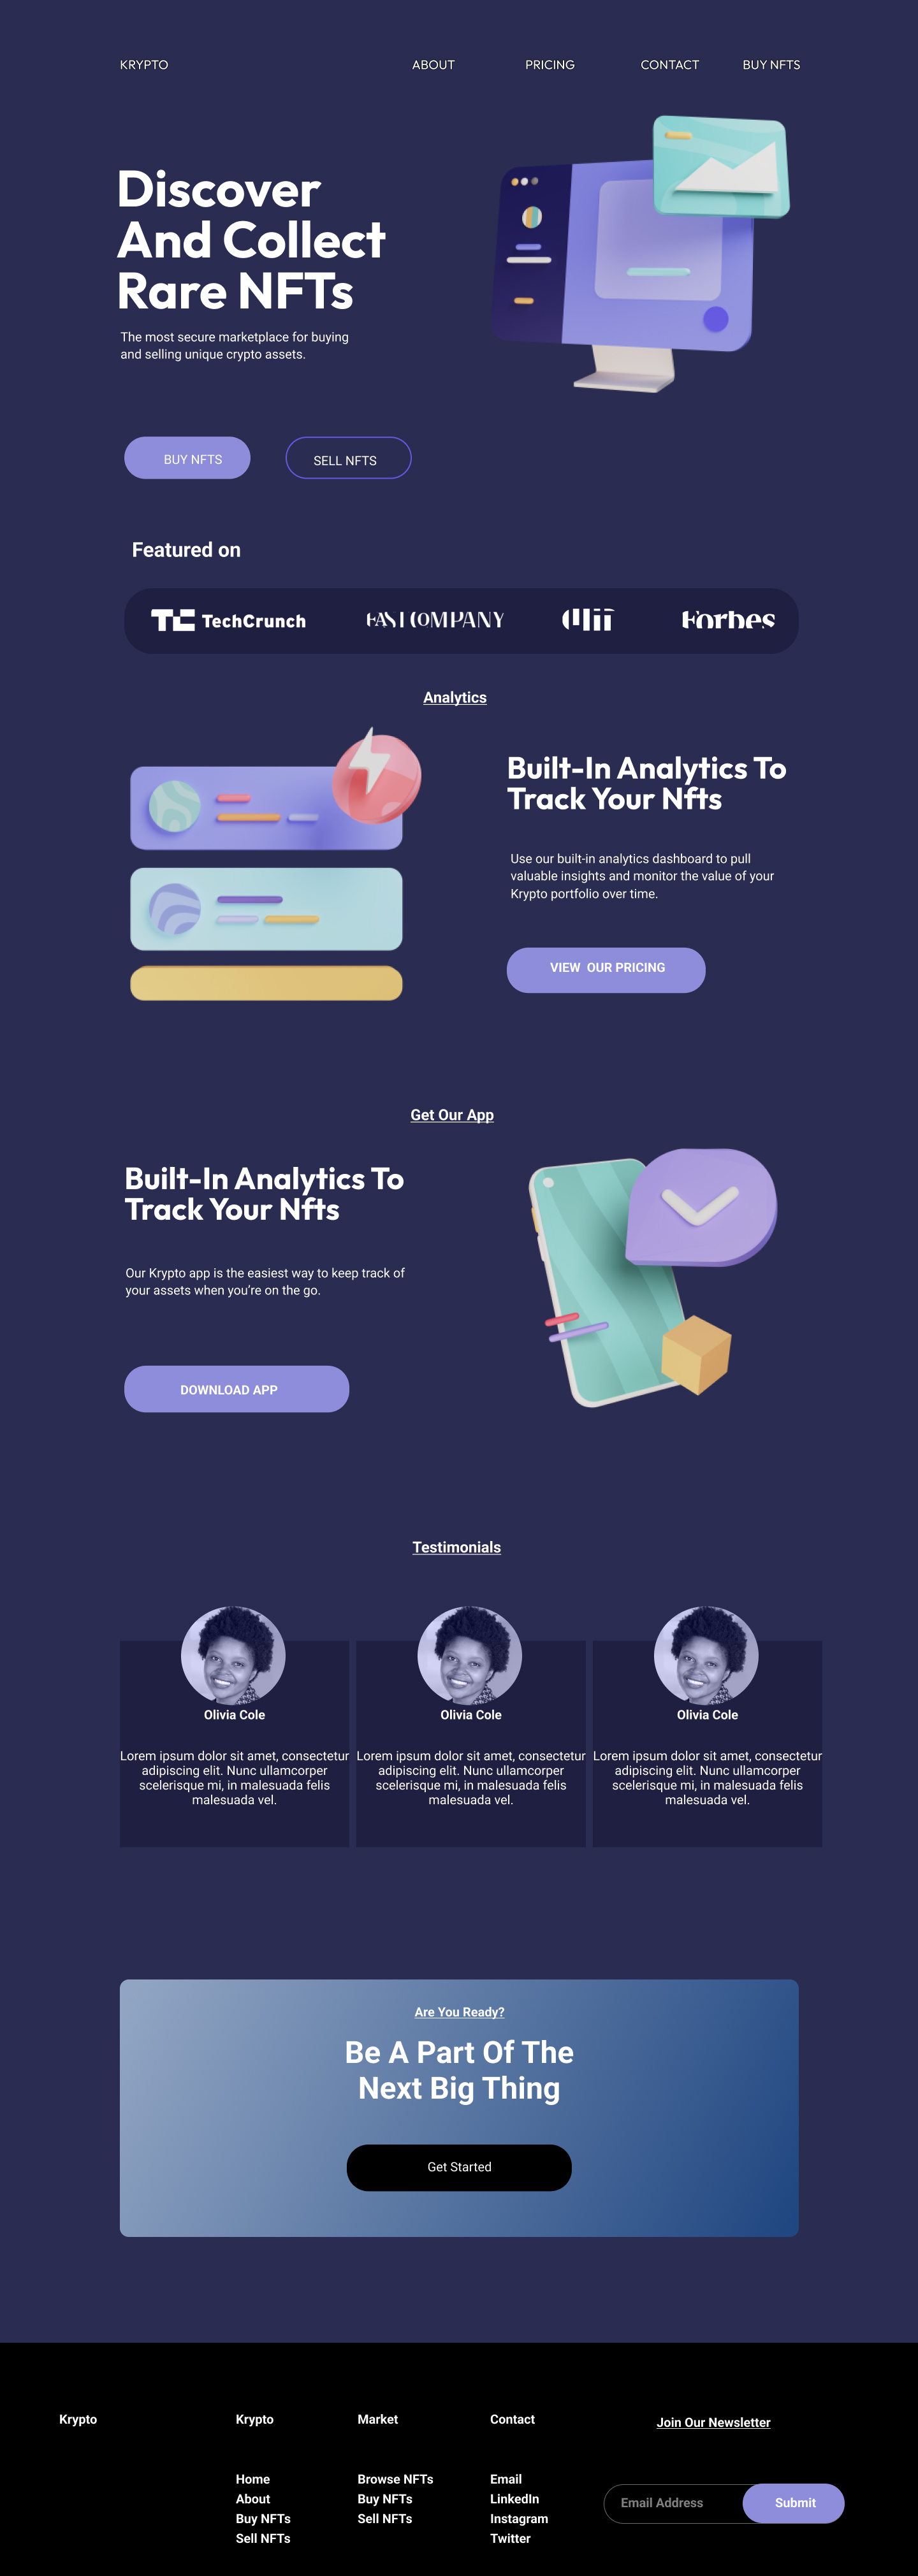 KRYPTO ABOUT PRICING CONTACT BUY NFTS
Discover
And Collect
Rare NFTs
The most secure marketplace for buying
and selling unique crypto assets.
BUY NFTS SELL NFTS
Featured on
TC TechCrunch FAST COMPANY Forbes
Analytics
Built-In Analytics To
Track Your Nfts
Use our built-in analytics dashboard to pull
valuable insights and monitor the value of your
Krypto portfolio over time.
VIEW  OUR PRICING
Get Our App
Built-In Analytics To
Track Your Nfts
Our Krypto app is the easiest way to keep track of
your assets when you’re on the go.
DOWNLOAD APP
Testimonials
Olivia Cole
Lorem ipsum dolor sit amet, consectetur
adipiscing elit. Nunc ullamcorper
scelerisque mi, in malesuada felis
malesuada vel.
Olivia Cole
Lorem ipsum dolor sit amet, consectetur
adipiscing elit. Nunc ullamcorper
scelerisque mi, in malesuada felis
malesuada vel.
Olivia Cole
Lorem ipsum dolor sit amet, consectetur
adipiscing elit. Nunc ullamcorper
scelerisque mi, in malesuada felis
malesuada vel.
Are You Ready?
Be A Part Of The
Next Big Thing
Get Started
Krypto
Krypto
Home
About
Buy NFTs
Sell NFTs
Market
Browse NFTs
Buy NFTs
Sell NFTs
Contact
Email
LinkedIn
Instagram
Twitter
Join Our Newsletter
Email Address Submit